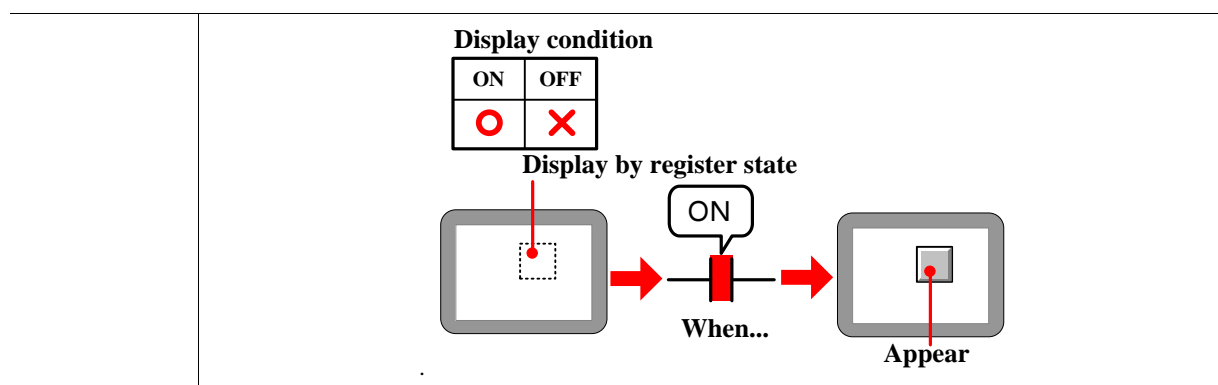 Display condition
ON OFF
Display by register state
ON
When...
Appear
.